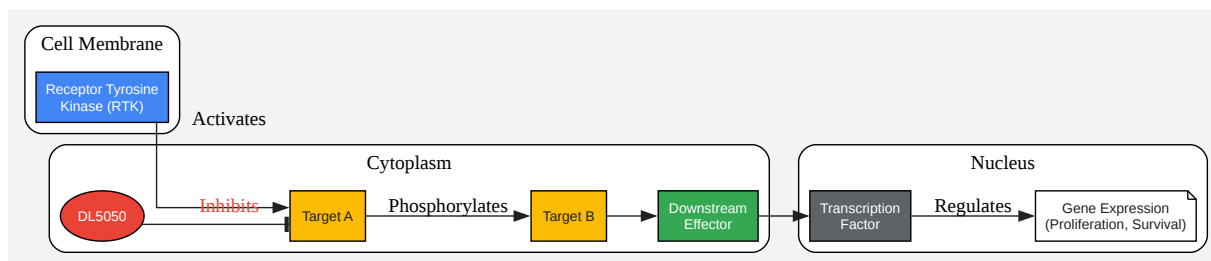 Cell Membrane
Receptor Tyrosine
Kinase (RTK)
Activates
Cytoplasm
DL5050
Inhibits
Target A
Phosphorylates
Target B
Downstream
Effector
Nucleus
Transcription
Factor
Regulates
Gene Expression
(Proliferation, Survival)